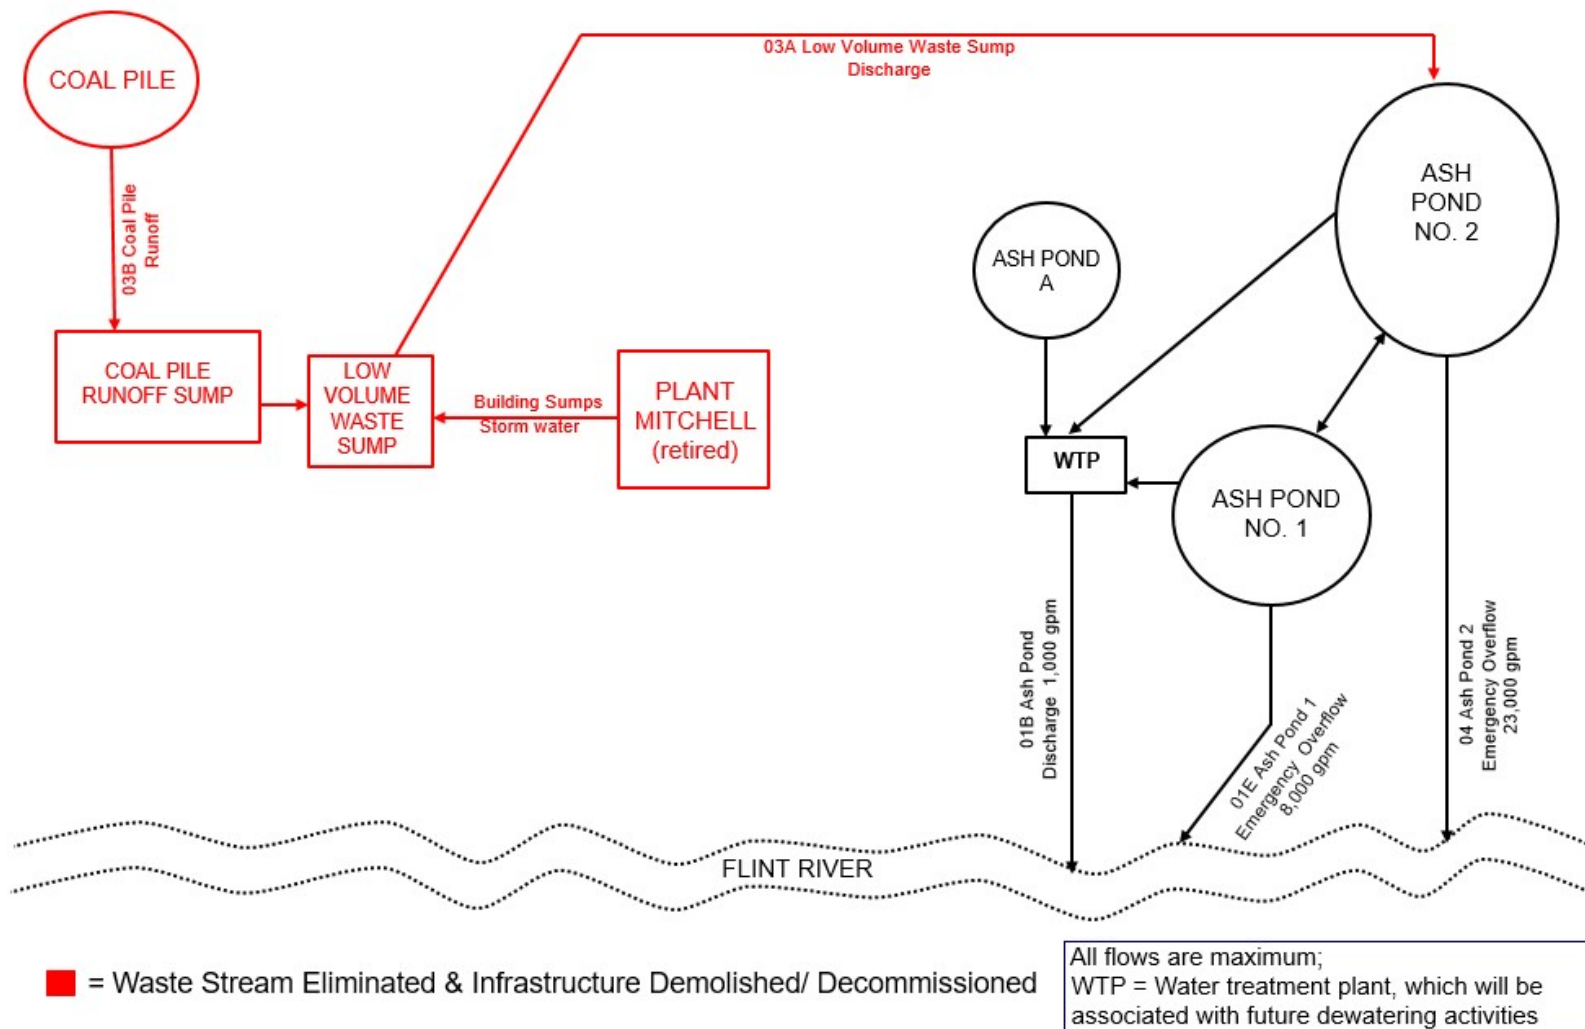 COAL PILE
03A Low Volume Waste Sump
Discharge
ASH
POND
NO. 2
03B Coal Pile
Runoff
ASH POND
A
COAL PILE
RUNOFF SUMP
LOW
VOLUME
WASTE
SUMP
Building Sumps
Storm water
PLANT
MITCHELL
(retired)
WTP
ASH POND
NO. 1
01B Ash Pond
Discharge 1,000 gpm
01E Ash Pond 1
Emergency Overflow
8,000 gpm
04 Ash Pond 2
Emergency Overflow
23,000 gpm
FLINT RIVER
= Waste Stream Eliminated & Infrastructure Demolished/ Decommissioned
All flows are maximum;
WTP = Water treatment plant, which will be
associated with future dewatering activities